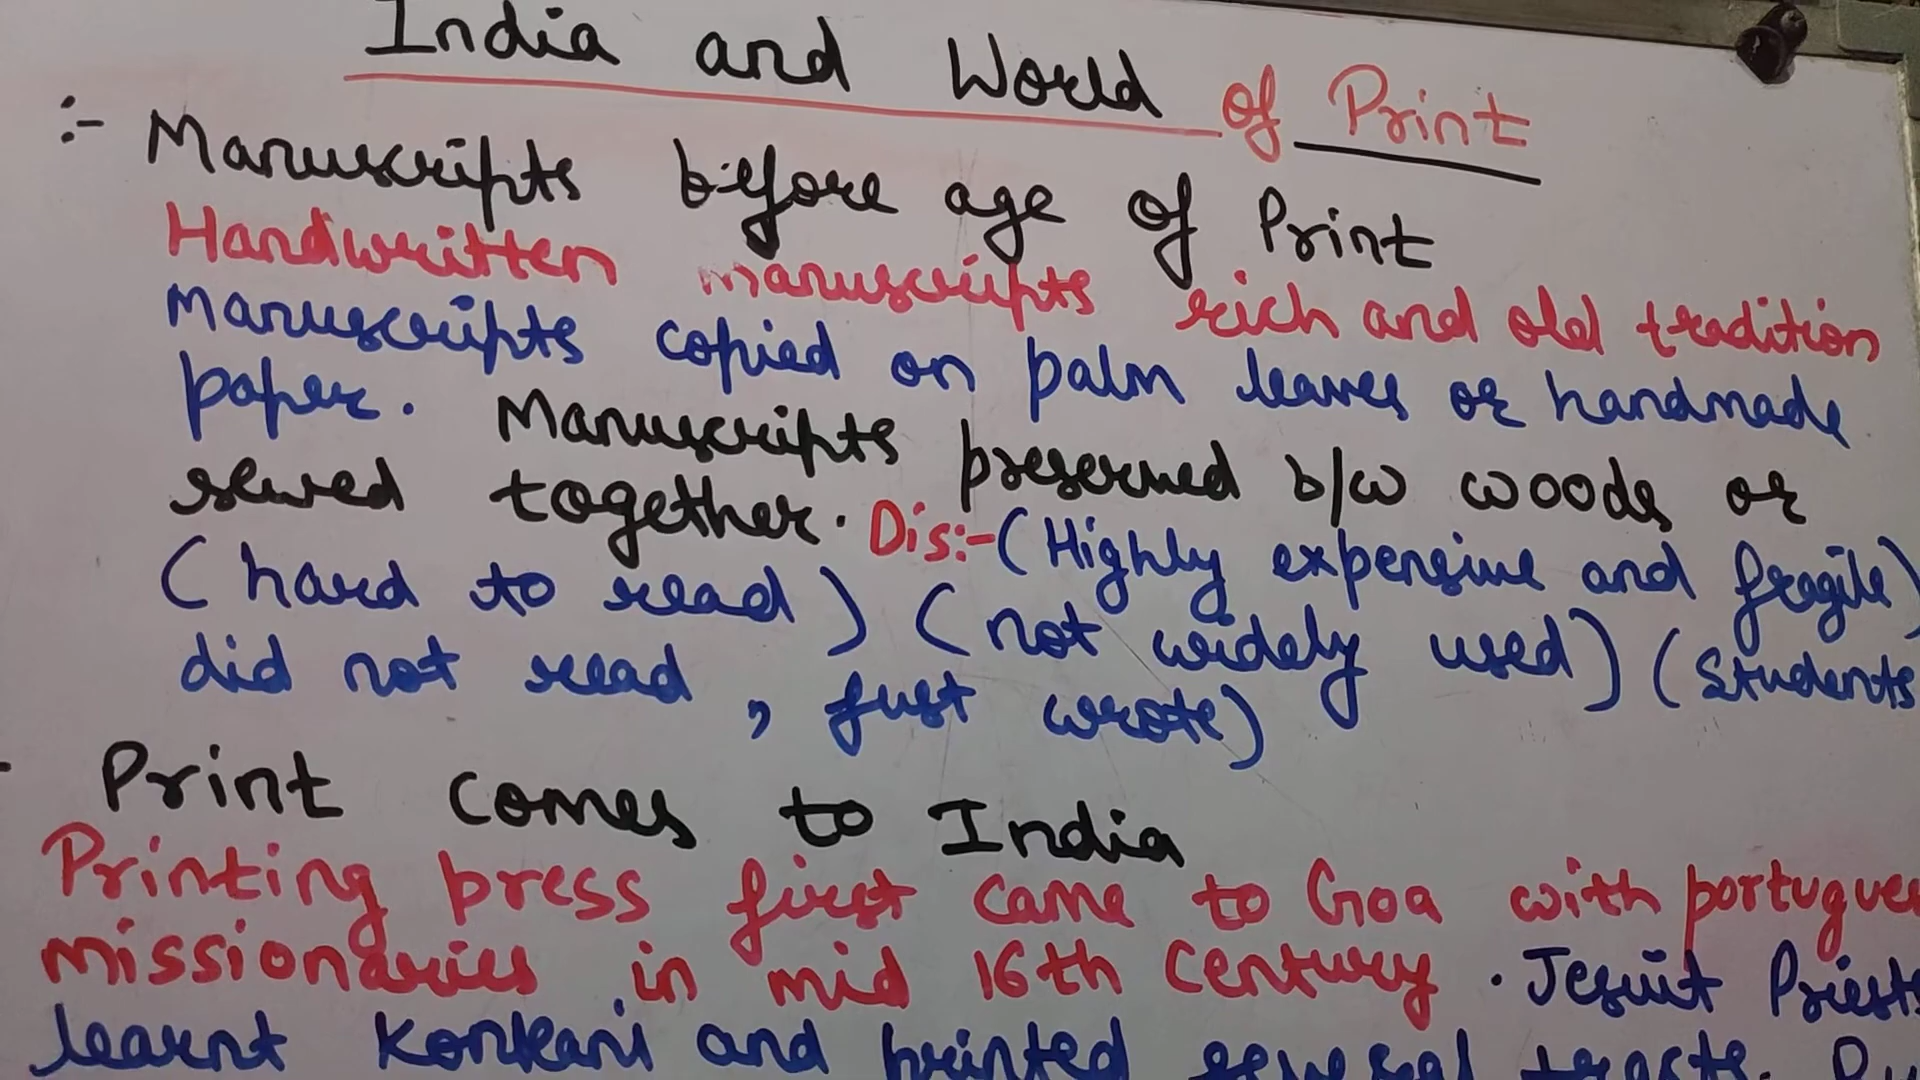 India and World of Print
:- Manuscripts before age of Print
Handwritten manuscripts rich and old tradition
Manuscripts copied on palm leaves or handmade
paper. Manuscripts preserved b/w woods or
sewed together. Dis:- (Highly expensive and fragile)
(hard to read) (not widely used) (Students
did not read, just wrote)
Print comes to India
Printing press first came to Goa with portugues
missionaries in mid 16th Century. Jesuit Priests
learnt Konkani and printed several tracts.